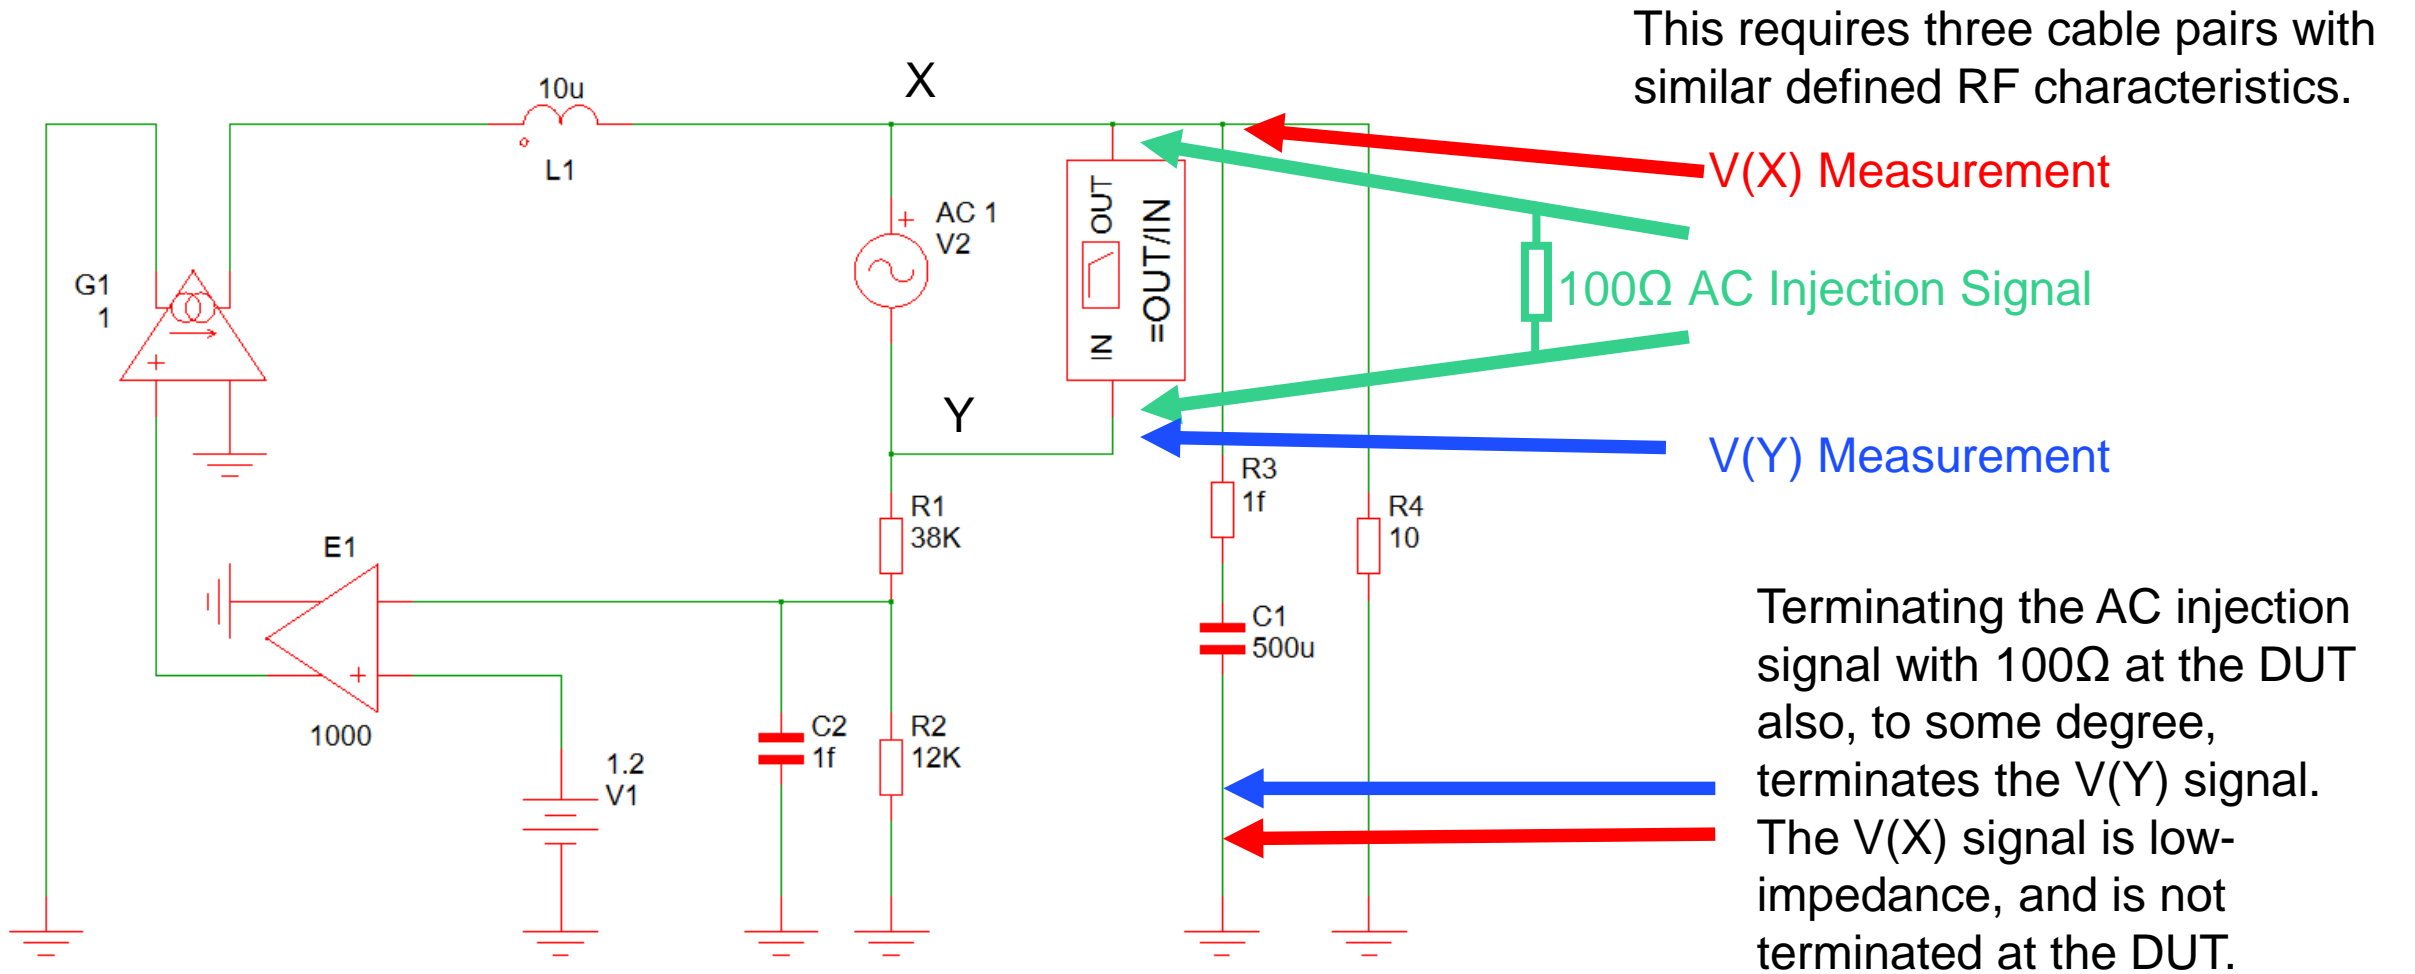 This requires three cable pairs with
similar defined RF characteristics.
X
10u
L1
V(X) Measurement
AC 1
V2
OUT
IN
=OUT/IN
G1
1
+
+
100Ω AC Injection Signal
Y
V(Y) Measurement
R3
1f
R1
38K
R4
10
E1
+
1000
C1
500u
C2
1f
R2
12K
1.2
V1
Terminating the AC injection
signal with 100Ω at the DUT
also, to some degree,
terminates the V(Y) signal.
The V(X) signal is low-
impedance, and is not
terminated at the DUT.